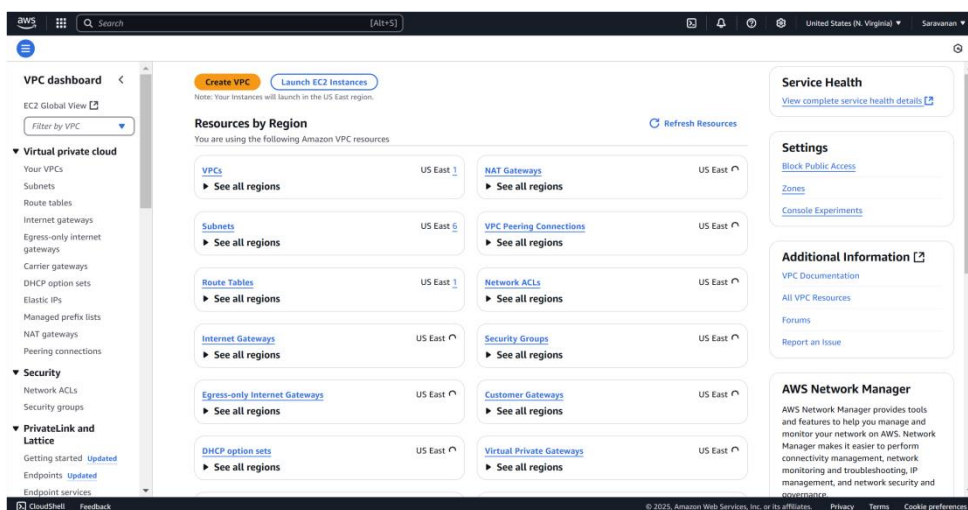 aws
Search [Alt+S]
United States (N. Virginia) ▼ Saravanan ▼
VPC dashboard
EC2 Global View
Filter by VPC ▼
▼ Virtual private cloud
Your VPCs
Subnets
Route tables
Internet gateways
Egress-only internet
gateways
Carrier gateways
DHCP option sets
Elastic IPs
Managed prefix lists
NAT gateways
Peering connections
▼ Security
Network ACLs
Security groups
▼ PrivateLink and
Lattice
Getting started Updated
Endpoints Updated
Endpoint services
Create VPC Launch EC2 Instances
Note: Your Instances will launch in the US East region.
Resources by Region
Refresh Resources
You are using the following Amazon VPC resources
VPCs US East 1
▶ See all regions
NAT Gateways US East
▶ See all regions
Subnets US East 6
▶ See all regions
VPC Peering Connections US East
▶ See all regions
Route Tables US East 1
▶ See all regions
Network ACLs US East
▶ See all regions
Internet Gateways US East
▶ See all regions
Security Groups US East
▶ See all regions
Egress-only Internet Gateways US East
▶ See all regions
Customer Gateways US East
▶ See all regions
DHCP option sets US East
▶ See all regions
Virtual Private Gateways US East
▶ See all regions
Service Health
View complete service health details
Settings
Block Public Access
Zones
Console Experiments
Additional Information
VPC Documentation
All VPC Resources
Forums
Report an Issue
AWS Network Manager
AWS Network Manager provides tools
and features to help you manage and
monitor your network on AWS. Network
Manager makes it easier to perform
connectivity management, network
monitoring and troubleshooting, IP
management, and network security and
governance.
CloudShell Feedback
© 2025, Amazon Web Services, Inc. or its affiliates. Privacy Terms Cookie preferences